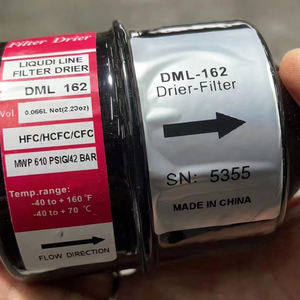 Filter Drier
LIQUDI LINE
FILTER DRIER
DML 162
Vol. 0.066L Net(2.23oz)
HFC/HCFC/CFC
MWP 610 PSIG/42 BAR
Temp.range:
-40 to + 160 °F
-40 to + 70 °C
FLOW DIRECTION
DML-162
Drier-Filter
SN: 5355
MADE IN CHINA